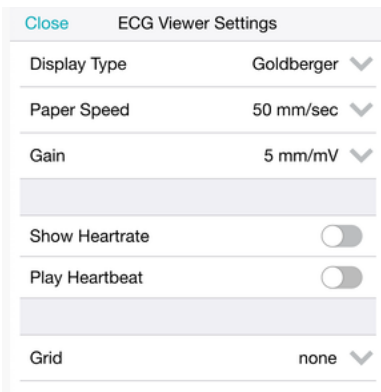 Close ECG Viewer Settings
Display Type Goldberger
Paper Speed 50 mm/sec
Gain 5 mm/mV
Show Heartrate
Play Heartbeat
Grid none